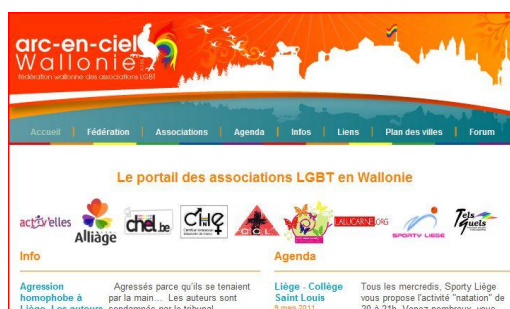 arc-en-ciel
Wallonie
fédération wallonne des associations LGBT
Accueil Fédération Associations Agenda Infos Liens Plan des villes Forum
Le portail des associations LGBT en Wallonie
activ'elles Alliàge chel.be CHE LALUCARNE.ORG SPORTY LIEGE Tels Quels
Info
Agression
homophobe à
Agressés parce qu'ils se tenaient
par la main... Les auteurs sont
Agenda
Liège - Collège
Saint Louis
9 mars 2011
Tous les mercredis, Sporty Liège
vous propose l'activité "natation" de